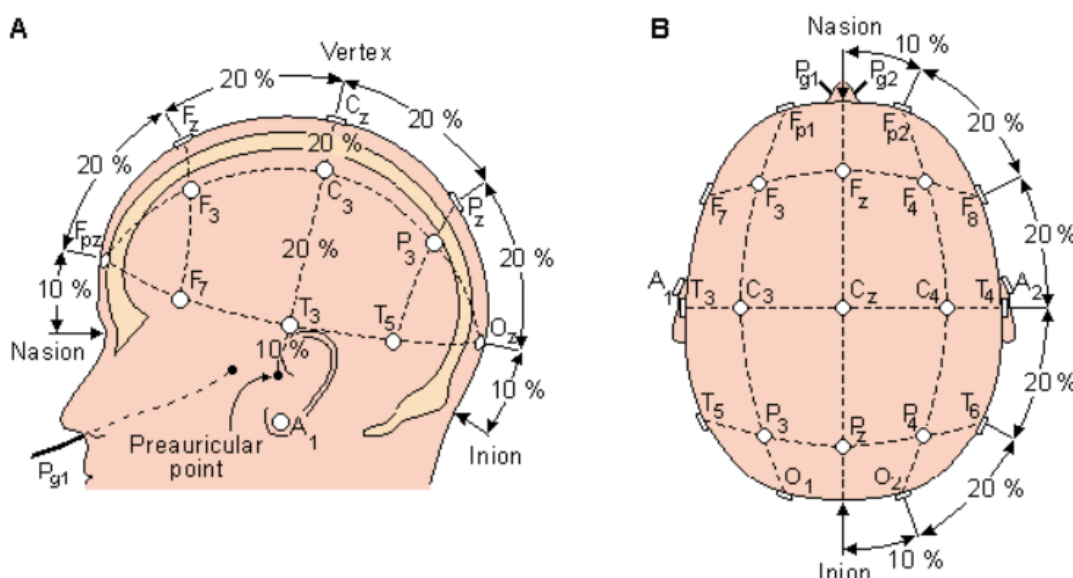 A
Vertex
20 %
20 %
Cz
Fz
20 %
20 %
C3
F3
Pz
Fpz
20 %
P3
20 %
10 %
F7
T3
T5
Oz
Nasion
10 %
10 %
A1
Preauricular
point
Inion
Pg1
B
Nasion
10 %
Pg1
Pg2
Fp1
Fp2
20 %
F7
F3
Fz
F4
F8
20 %
A1
T3
C3
Cz
C4
T4
A2
20 %
T5
P3
Pz
P4
T6
O1
O2
20 %
10 %
Inion